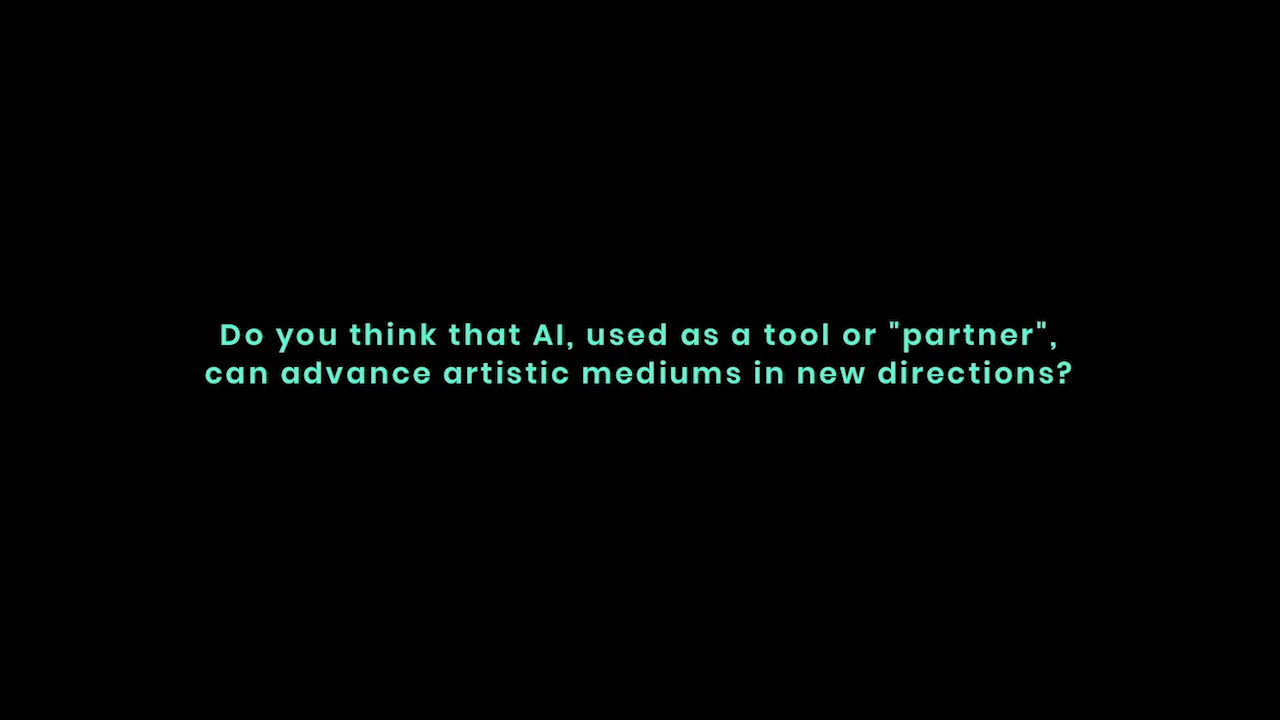 Do you think that AI, used as a tool or "partner",
can advance artistic mediums in new directions?